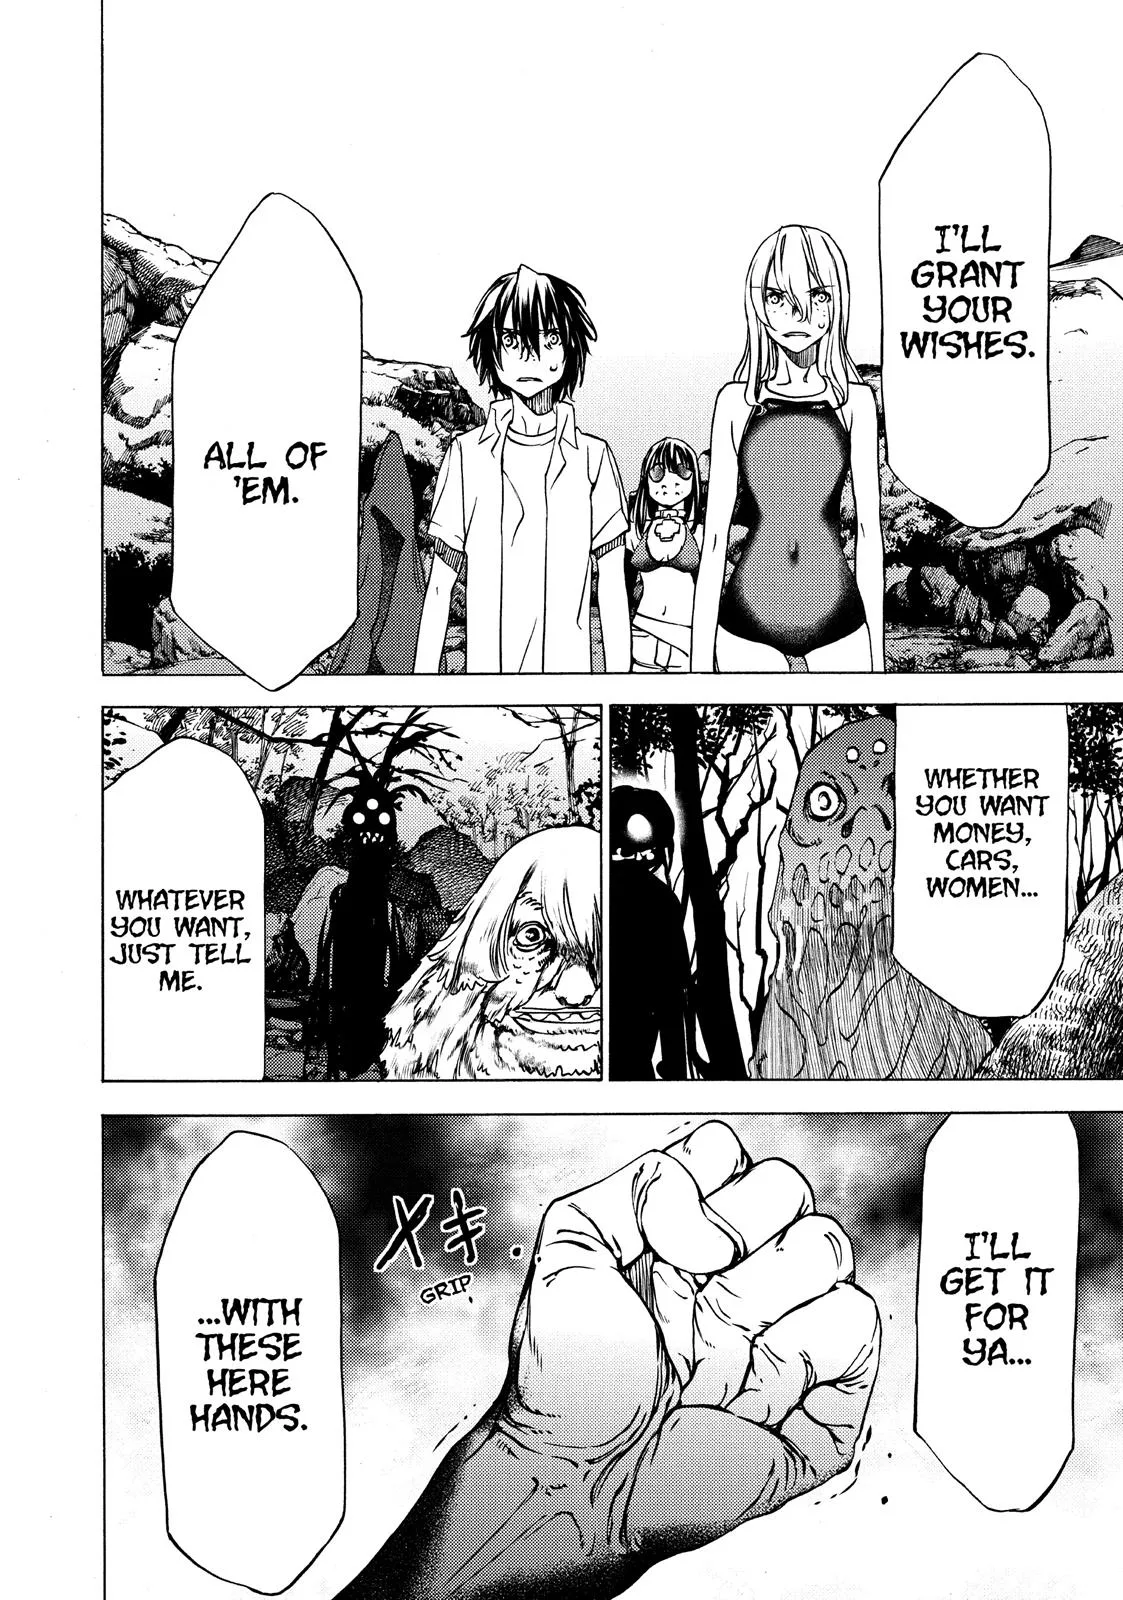 I'LL
GRANT
YOUR
WISHES.
ALL OF
'EM.
WHETHER
YOU WANT
MONEY,
CARS,
WOMEN...
WHATEVER
YOU WANT,
JUST TELL
ME.
I'LL
GET IT
FOR
YA...
メキ..
GRIP
...WITH
THESE
HERE
HANDS.